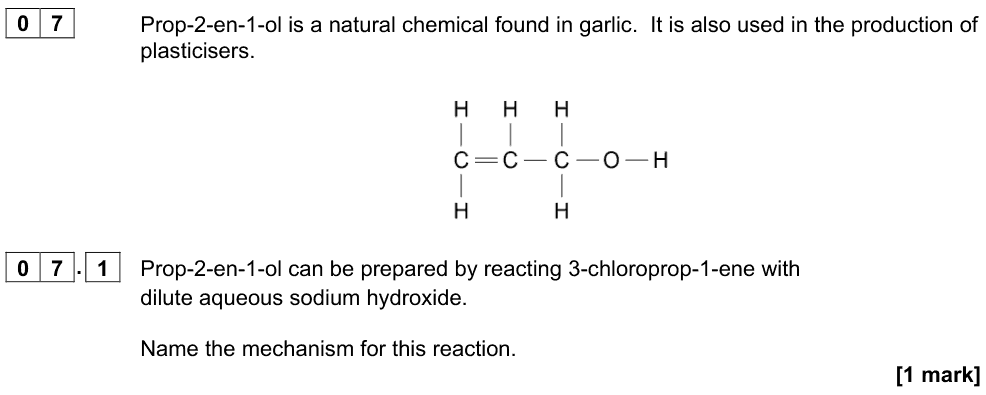 0 7 Prop-2-en-1-ol is a natural chemical found in garlic. It is also used in the production of
plasticisers.
H H H
C=C—C—O—H
H H
0 7 . 1 Prop-2-en-1-ol can be prepared by reacting 3-chloroprop-1-ene with
dilute aqueous sodium hydroxide.
Name the mechanism for this reaction.
[1 mark]